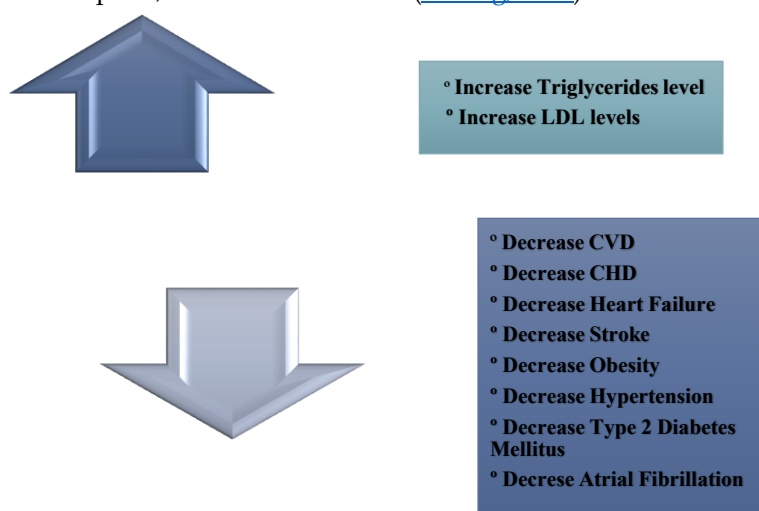 ° Increase Triglycerides level
° Increase LDL levels
° Decrease CVD
° Decrease CHD
° Decrease Heart Failure
° Decrease Stroke
° Decrease Obesity
° Decrease Hypertension
° Decrease Type 2 Diabetes
Mellitus
° Decrese Atrial Fibrillation